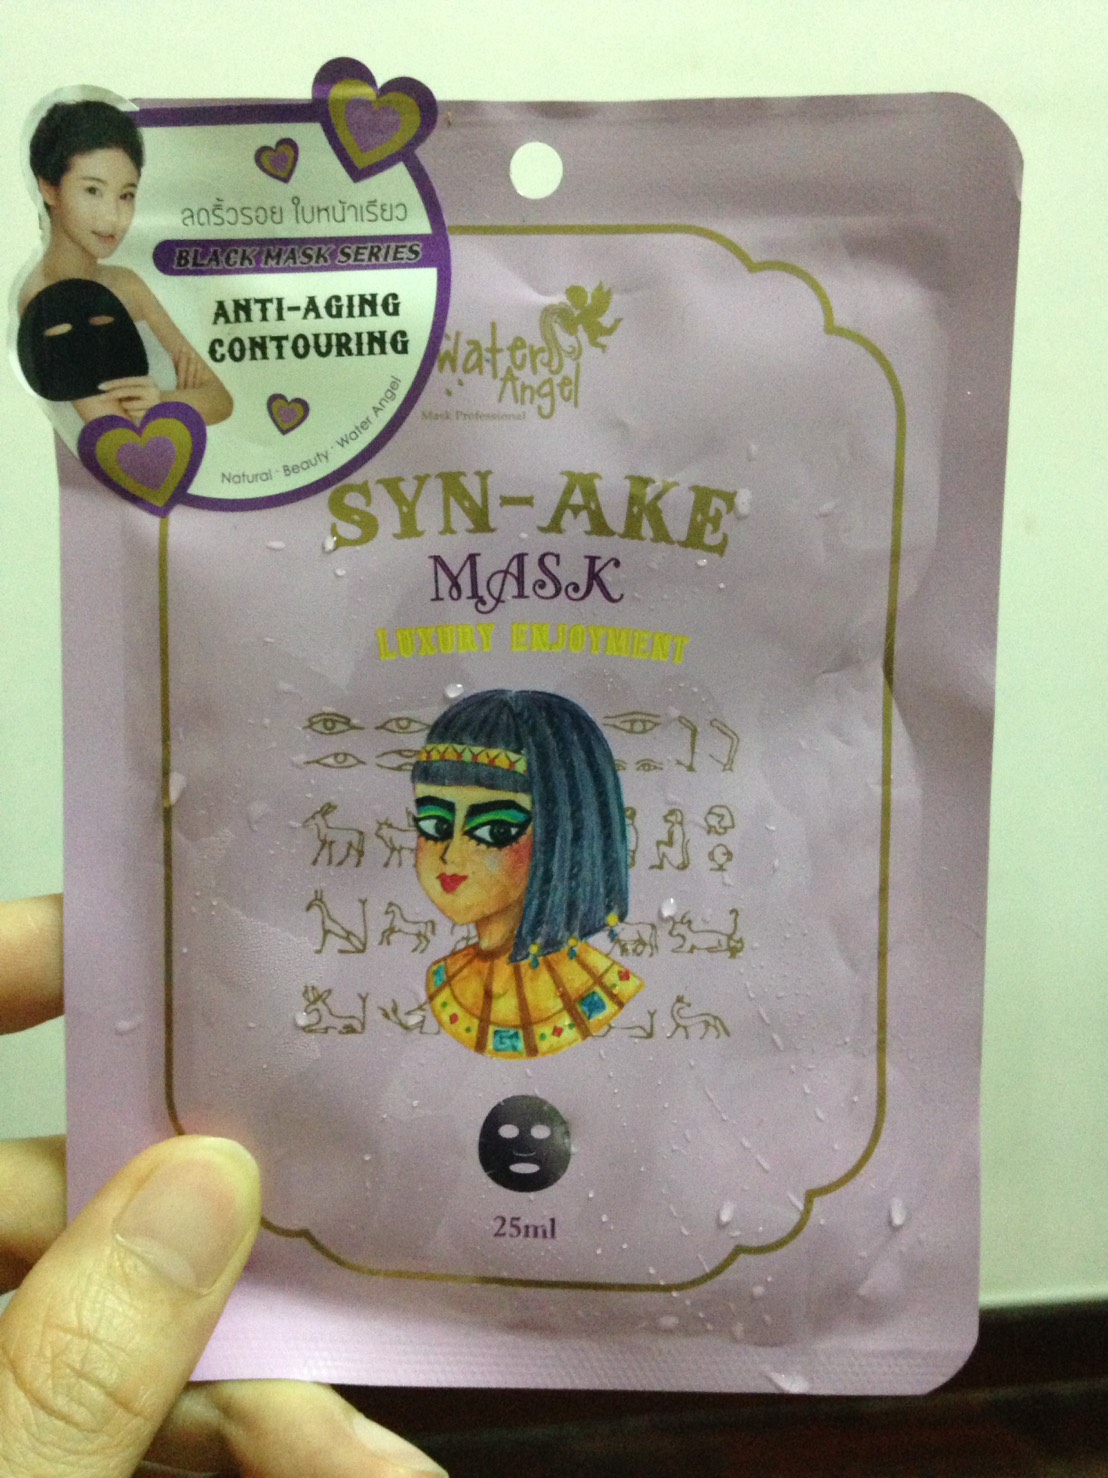 ลดริ้วรอย ใบหน้าเรียว
BLACK MASK SERIES
ANTI-AGING
CONTOURING
Natural · Beauty · Water Angel
Water
Angel
Mask Professional
SYN-AKE
MASK
LUXURY ENJOYMENT
25ml